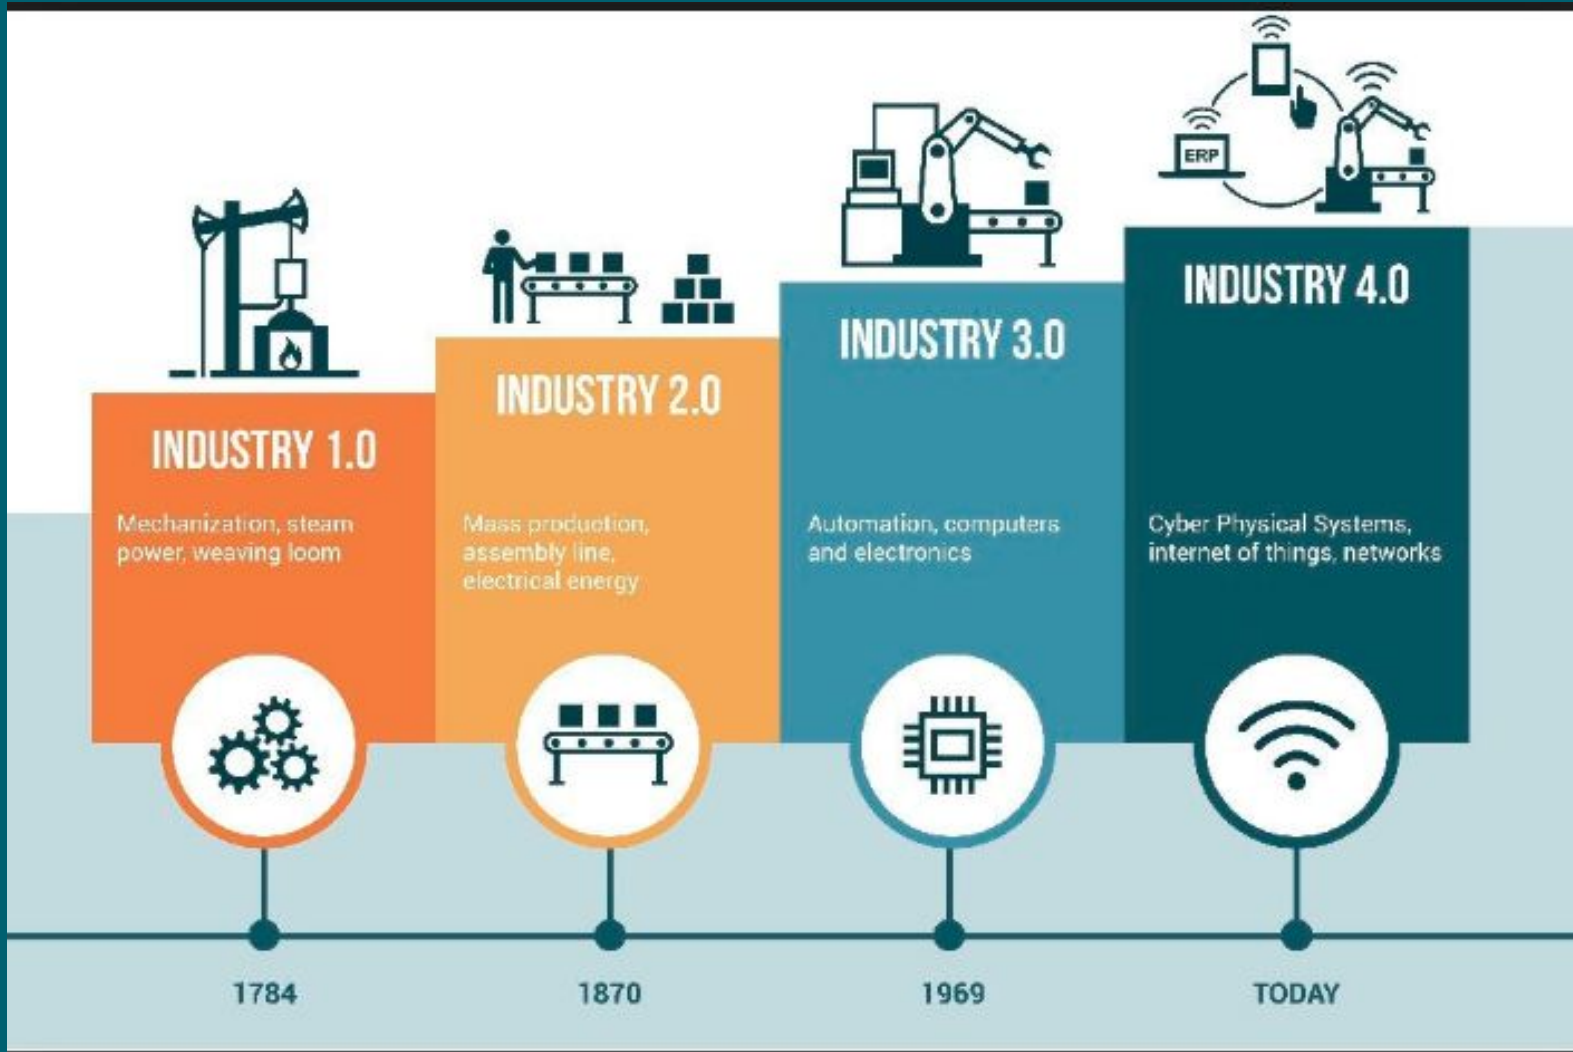 ERP
INDUSTRY 1.0
Mechanization, steam
power, weaving loom
INDUSTRY 2.0
Mass production,
assembly line,
electrical energy
INDUSTRY 3.0
Automation, computers
and electronics
INDUSTRY 4.0
Cyber Physical Systems,
internet of things, networks
1784
1870
1969
TODAY